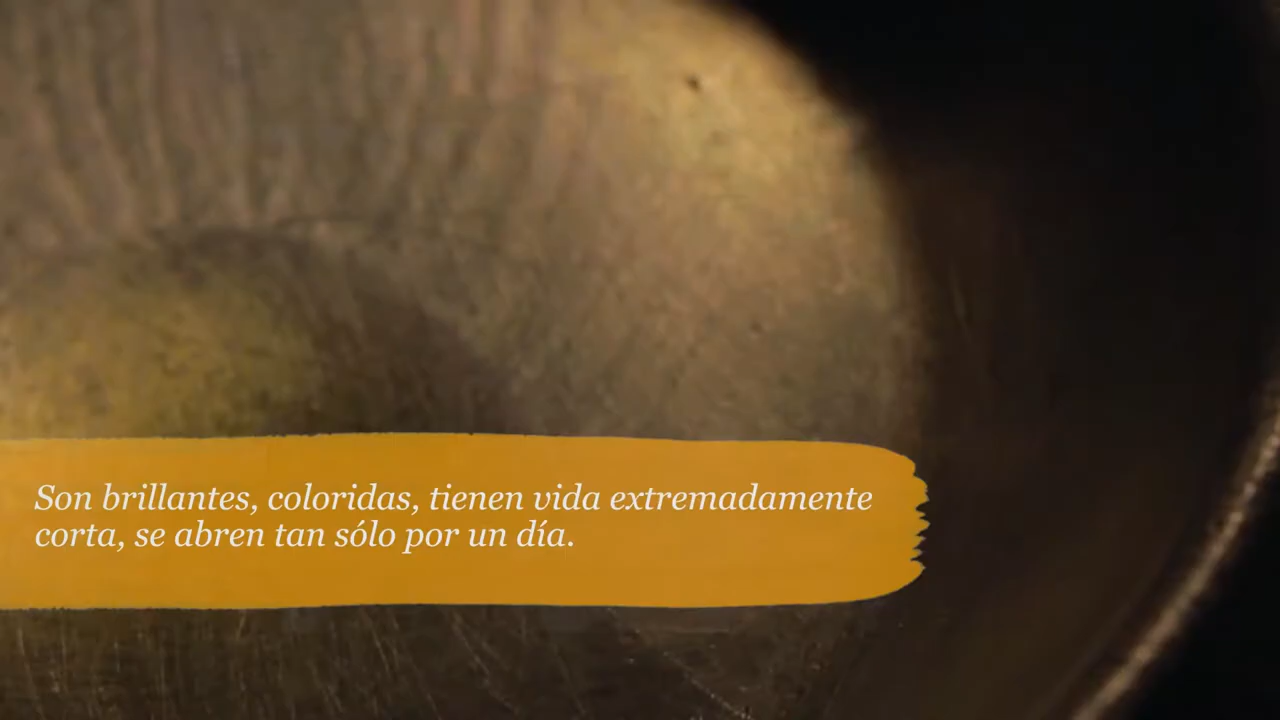 Son brillantes, coloridas, tienen vida extremadamente
corta, se abren tan sólo por un día.